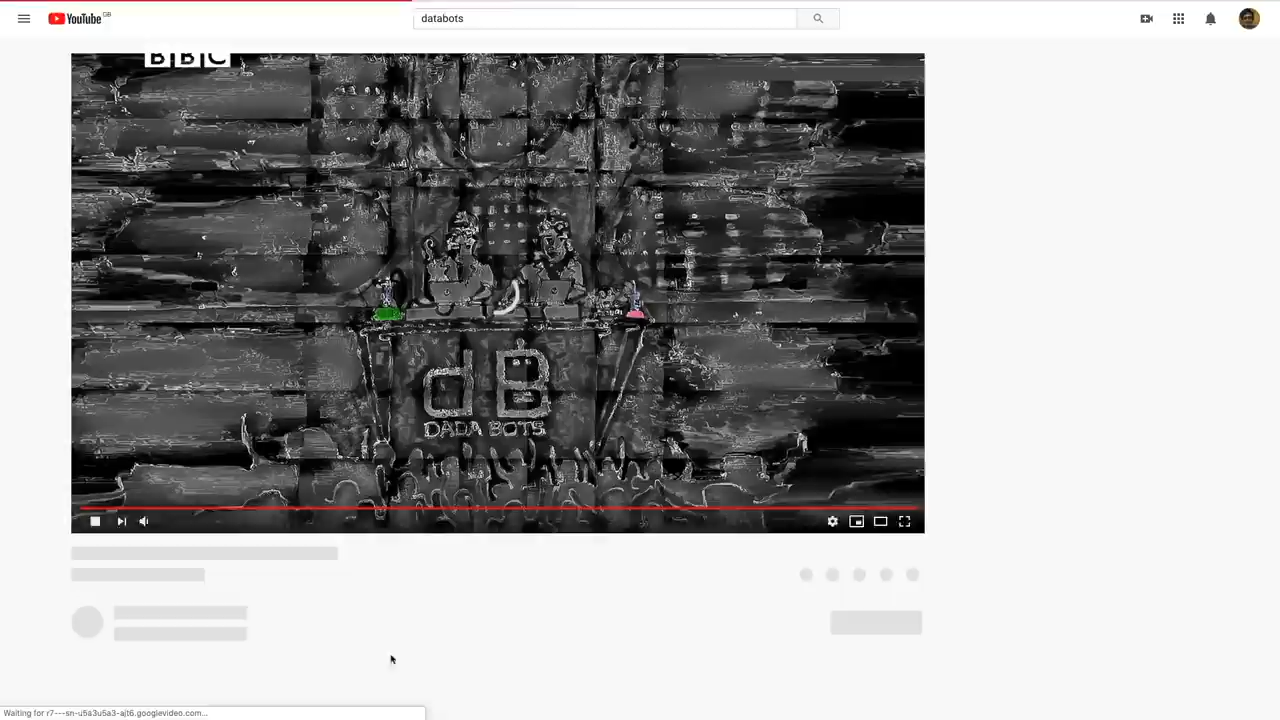 YouTube GB
databots
BBC
dB
DADA BOTS
Waiting for r7---sn-u5a3u5a3-ajt6.googlevideo.com...